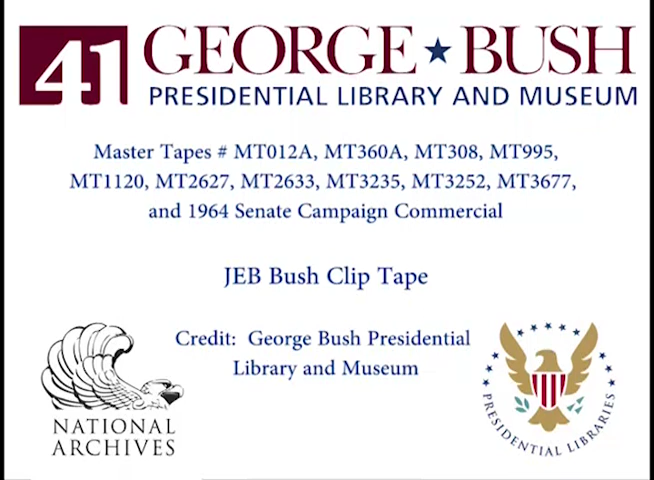 41 GEORGE ★ BUSH
PRESIDENTIAL LIBRARY AND MUSEUM
Master Tapes # MT012A, MT360A, MT308, MT995,
MT1120, MT2627, MT2633, MT3235, MT3252, MT3677,
and 1964 Senate Campaign Commercial
JEB Bush Clip Tape
Credit: George Bush Presidential
Library and Museum
NATIONAL
ARCHIVES
PRESIDENTIAL LIBRARIES